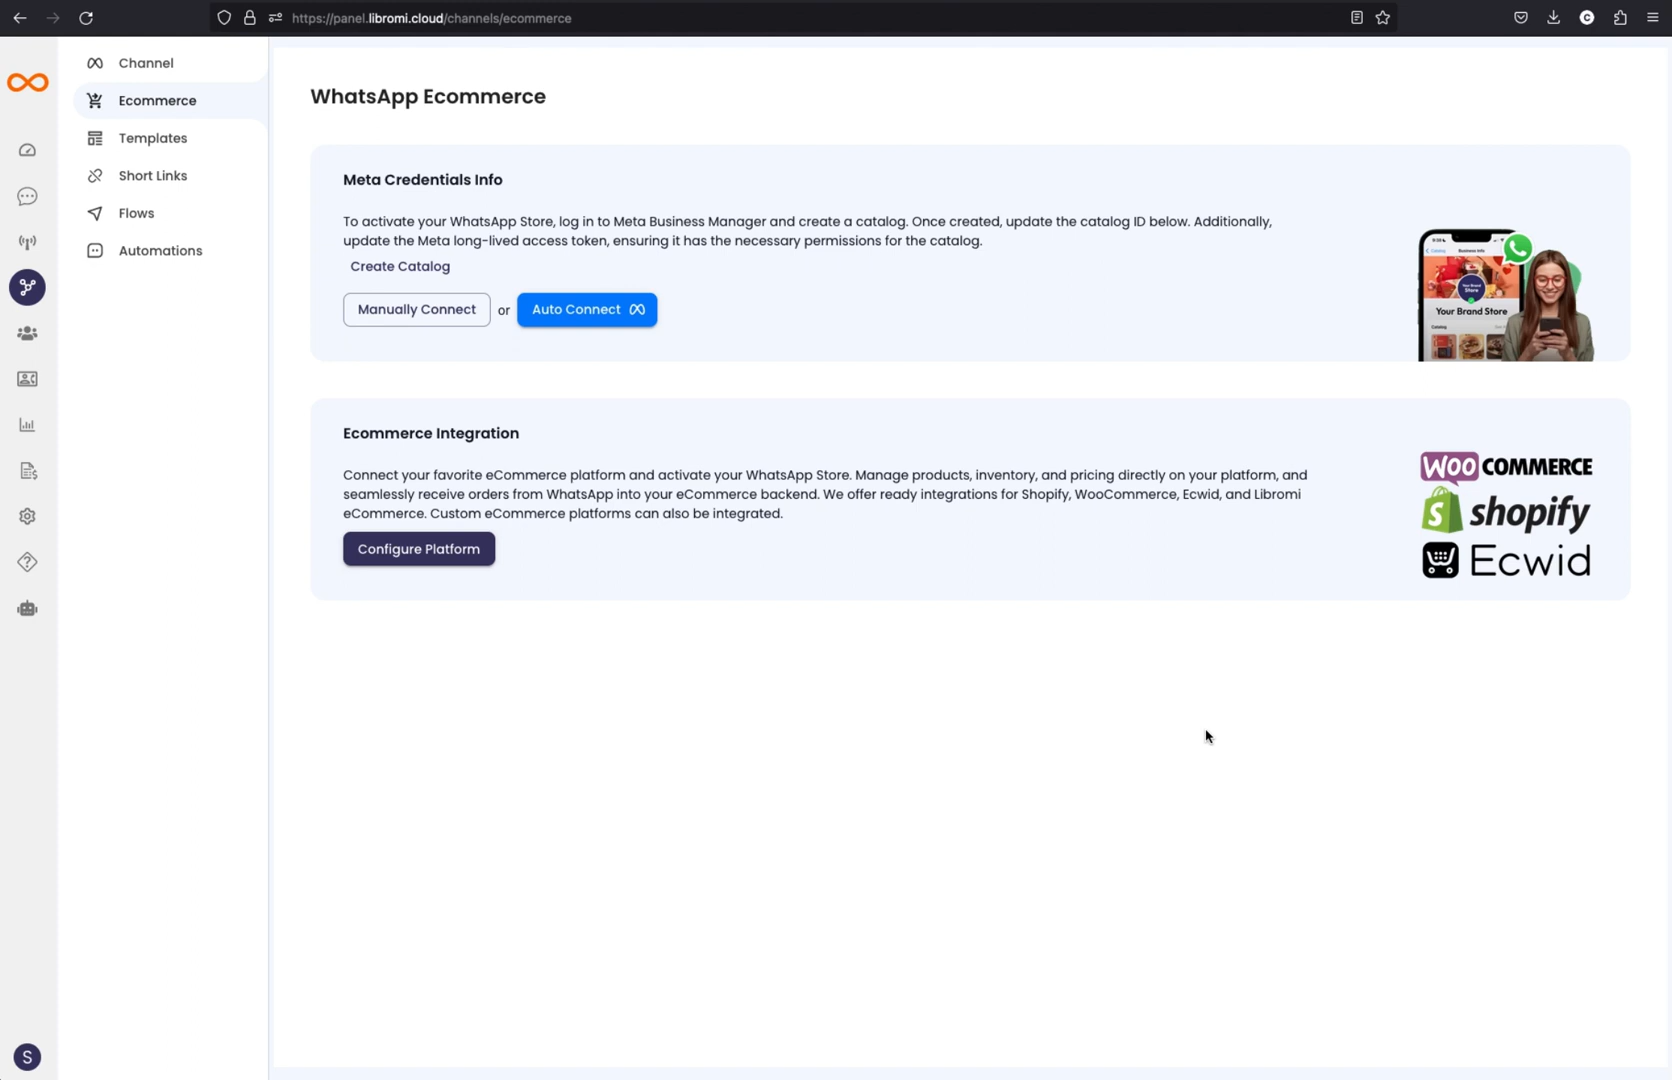 https://panel.libromi.cloud/channels/ecommerce
Channel
Ecommerce
Templates
Short Links
Flows
Automations
S
WhatsApp Ecommerce
Meta Credentials Info
To activate your WhatsApp Store, log in to Meta Business Manager and create a catalog. Once created, update the catalog ID below. Additionally,
update the Meta long-lived access token, ensuring it has the necessary permissions for the catalog.
Create Catalog
Manually Connect or Auto Connect
Your Brand Store
Ecommerce Integration
Connect your favorite eCommerce platform and activate your WhatsApp Store. Manage products, inventory, and pricing directly on your platform, and
seamlessly receive orders from WhatsApp into your eCommerce backend. We offer ready integrations for Shopify, WooCommerce, Ecwid, and Libromi
eCommerce. Custom eCommerce platforms can also be integrated.
Configure Platform
WOO COMMERCE
shopify
Ecwid